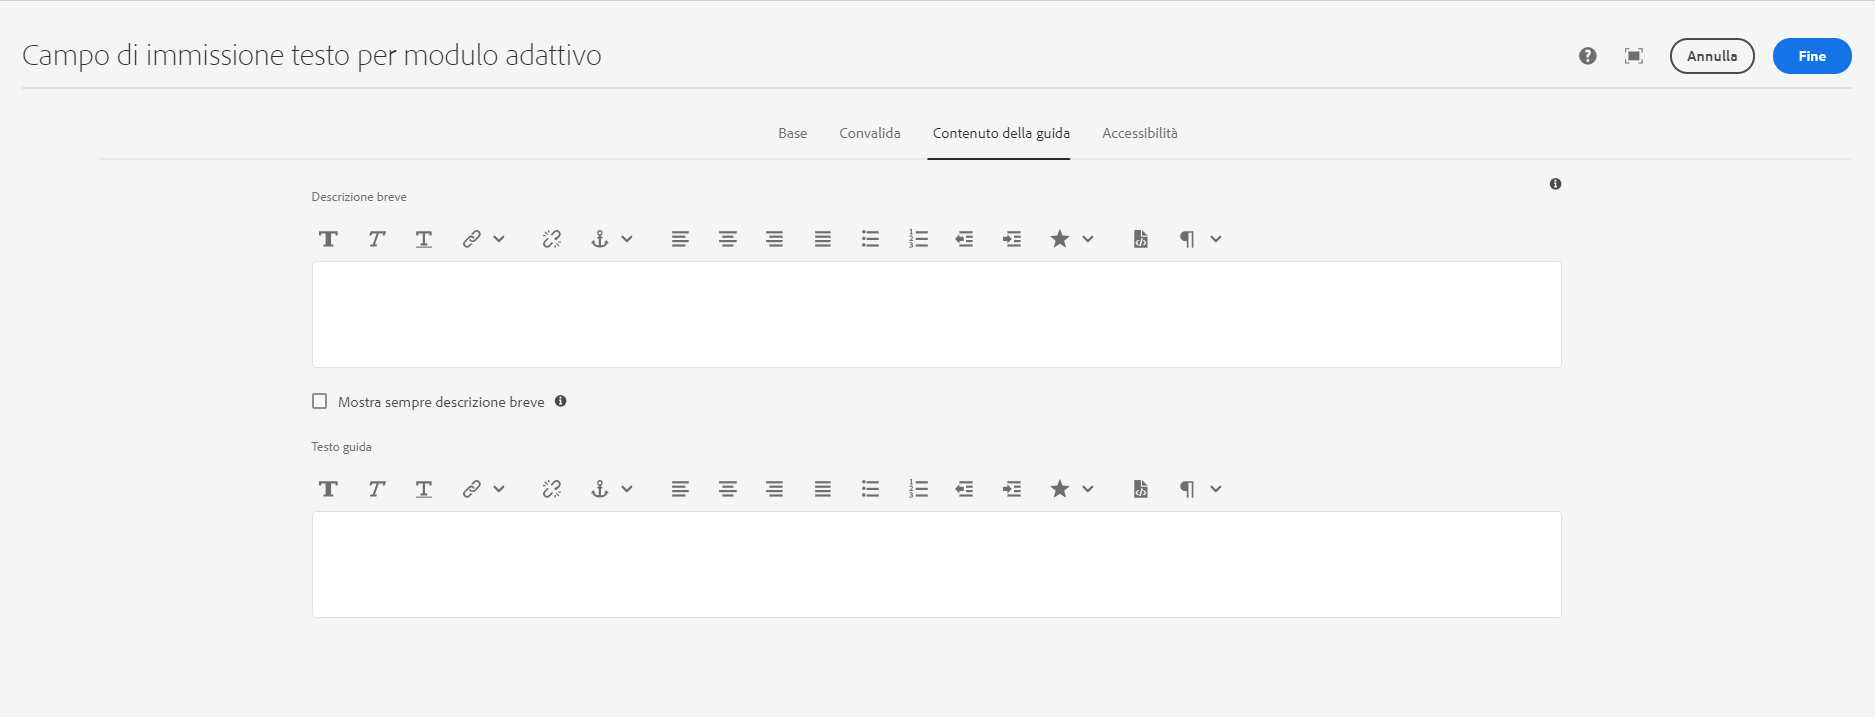 Campo di immissione testo per modulo adattivo
Annulla
Fine
Base
Convalida
Contenuto della guida
Accessibilità
Descrizione breve
Mostra sempre descrizione breve
Testo guida